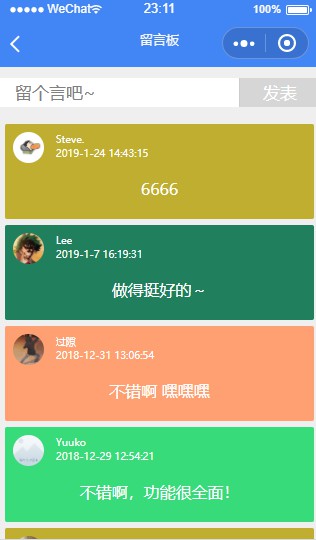 WeChat
23:11
100%
留言板
留个言吧~
发表
Steve.
2019-1-24 14:43:15
6666
Lee
2019-1-7 16:19:31
做得挺好的～
过隙
2018-12-31 13:06:54
不错啊 嘿嘿嘿
Yuuko
2018-12-29 12:54:21
不错啊，功能很全面！